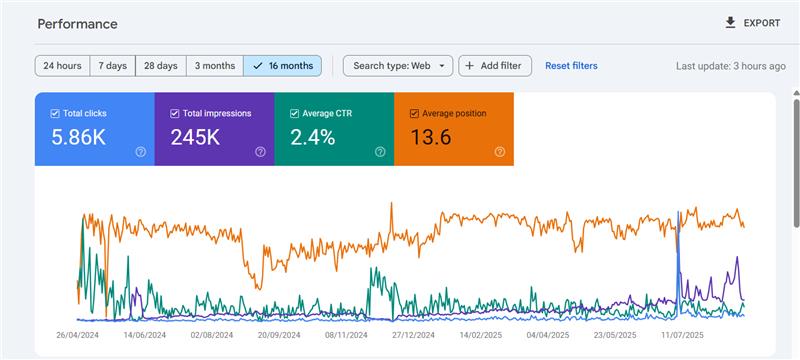 Performance
EXPORT
24 hours 7 days 28 days 3 months 16 months Search type: Web Add filter Reset filters Last update: 3 hours ago
Total clicks Total impressions Average CTR Average position
5.86K 245K 2.4% 13.6
26/04/2024 14/06/2024 02/08/2024 20/09/2024 08/11/2024 27/12/2024 14/02/2025 04/04/2025 23/05/2025 11/07/2025